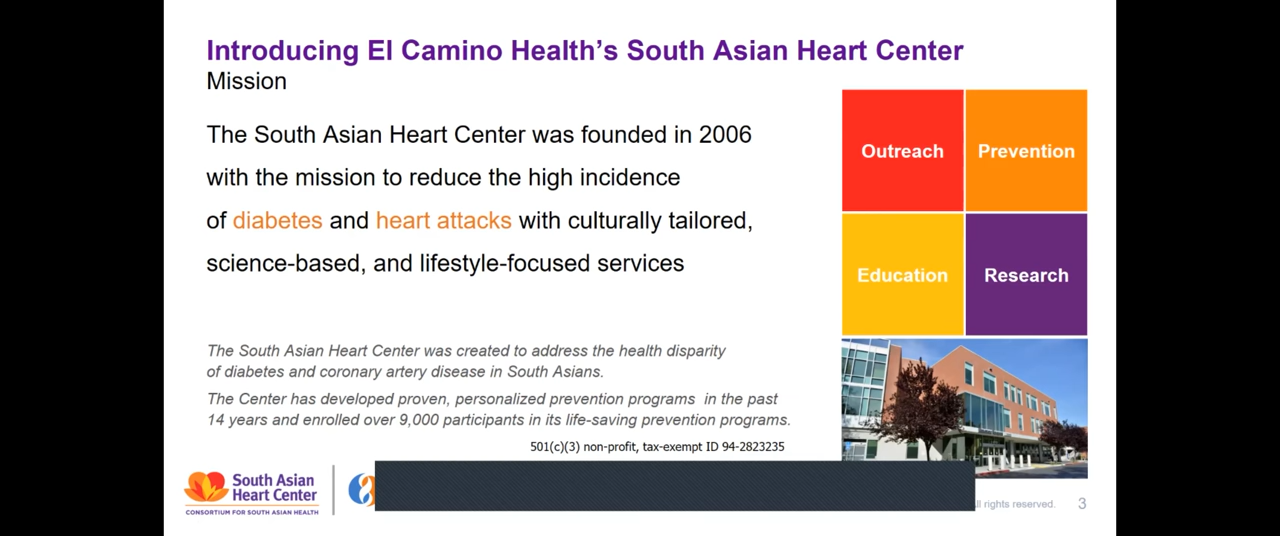 Introducing El Camino Health's South Asian Heart Center
Mission
The South Asian Heart Center was founded in 2006
with the mission to reduce the high incidence
of diabetes and heart attacks with culturally tailored,
science-based, and lifestyle-focused services
Outreach
Prevention
Education
Research
The South Asian Heart Center was created to address the health disparity
of diabetes and coronary artery disease in South Asians.
The Center has developed proven, personalized prevention programs in the past
14 years and enrolled over 9,000 participants in its life-saving prevention programs.
501(c)(3) non-profit, tax-exempt ID 94-2823235
South Asian
Heart Center
CONSORTIUM FOR SOUTH ASIAN HEALTH
rights reserved.
3